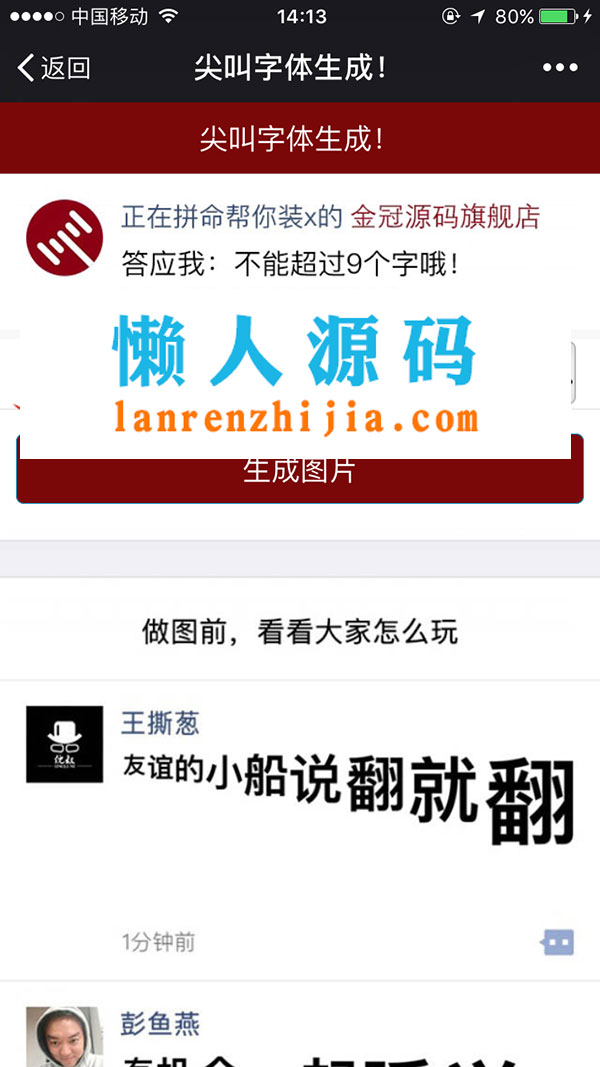 中国移动 14:13 80%
返回 尖叫字体生成！
尖叫字体生成！
正在拼命帮你装x的 金冠源码旗舰店
答应我：不能超过9个字哦！
懒人源码
lanrenzhijia.com
生成图片
做图前，看看大家怎么玩
王撕葱
友谊的小船说翻就翻
1分钟前
彭鱼燕